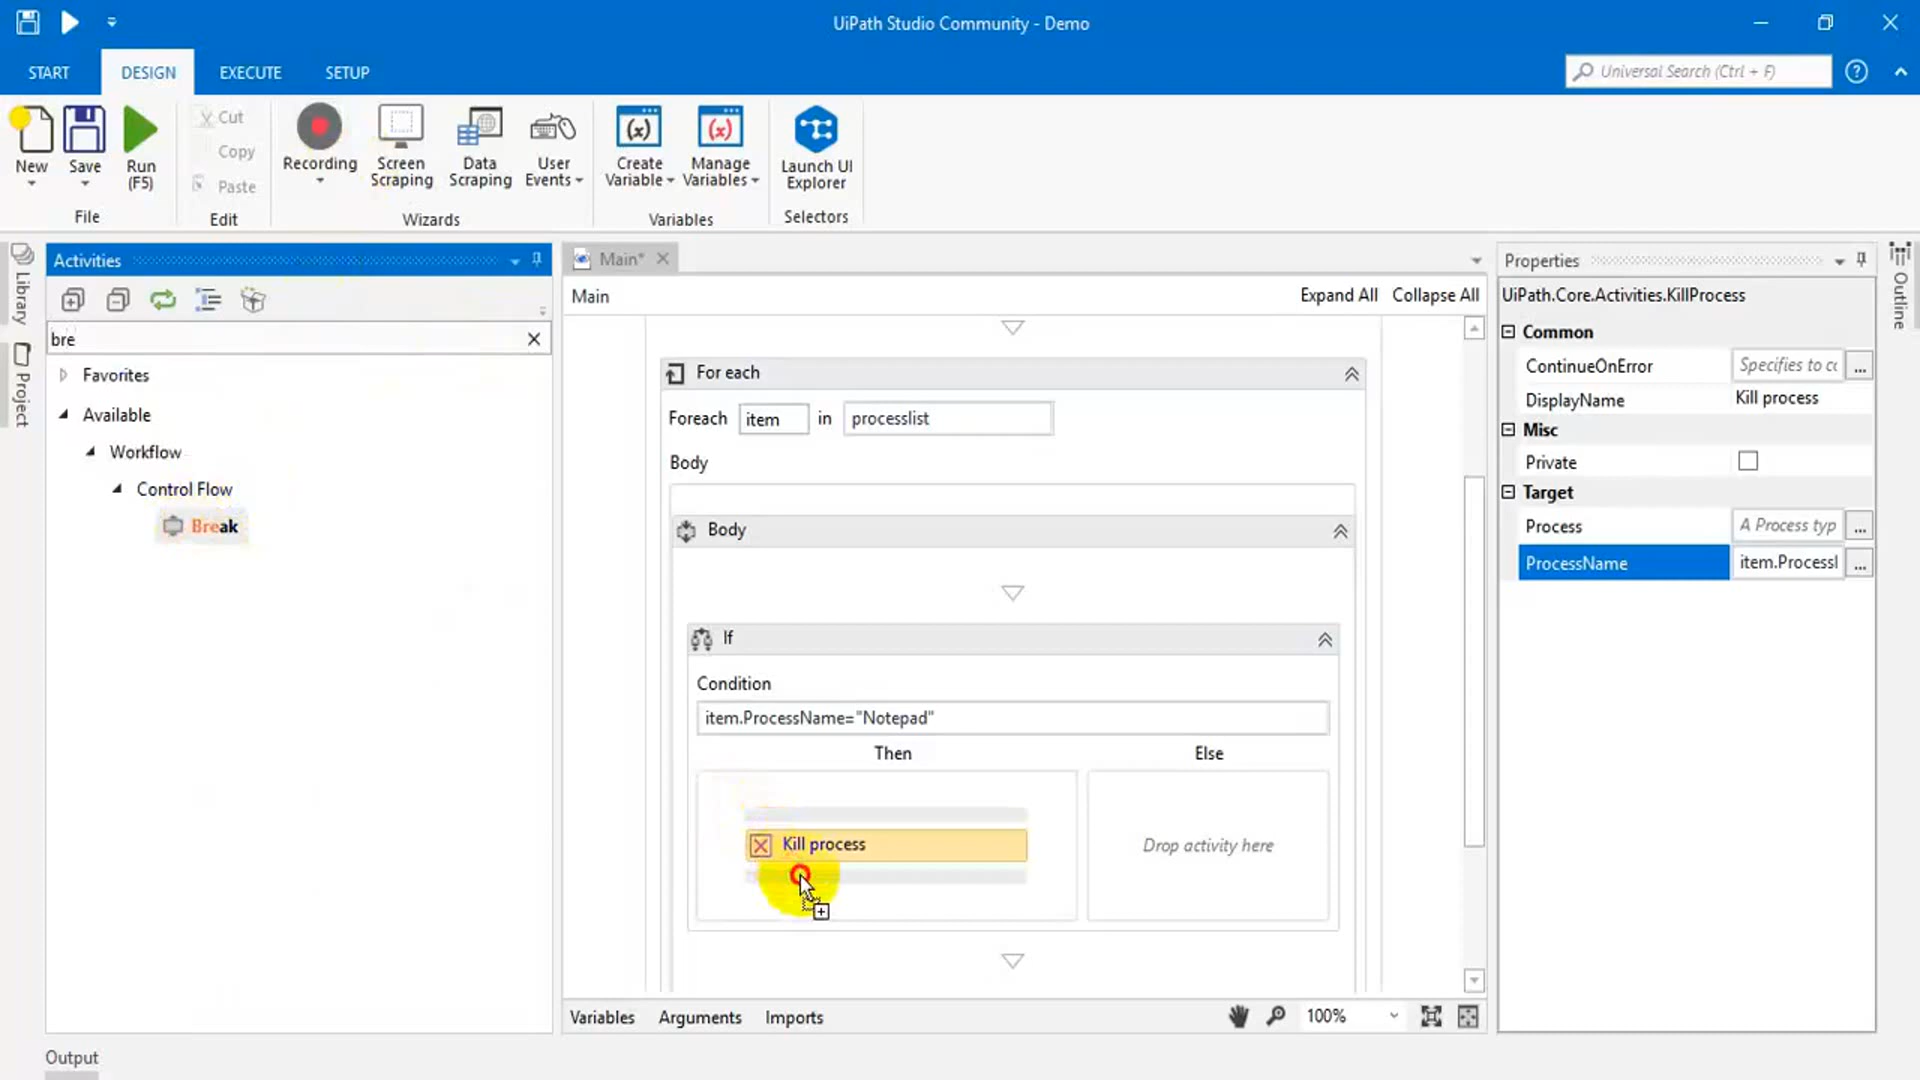 UiPath Studio Community - Demo
START
DESIGN
EXECUTE
SETUP
Universal Search (Ctrl + F)
New
Save
Run
(F5)
File
Cut
Copy
Paste
Edit
Recording
Screen
Scraping
Data
Scraping
User
Events
Wizards
Create
Variable
Manage
Variables
Variables
Launch UI
Explorer
Selectors
Library
Project
Activities
bre
Favorites
Available
Workflow
Control Flow
Break
Main*
Main
Expand All
Collapse All
For each
Foreach item in processlist
Body
Body
If
Condition
item.ProcessName="Notepad"
Then
Else
Kill process
Drop activity here
Variables
Arguments
Imports
100%
Properties
UiPath.Core.Activities.KillProcess
Common
ContinueOnError Specifies to cc
DisplayName Kill process
Misc
Private
Target
Process A Process typ
ProcessName item.Processl
Outline
Output